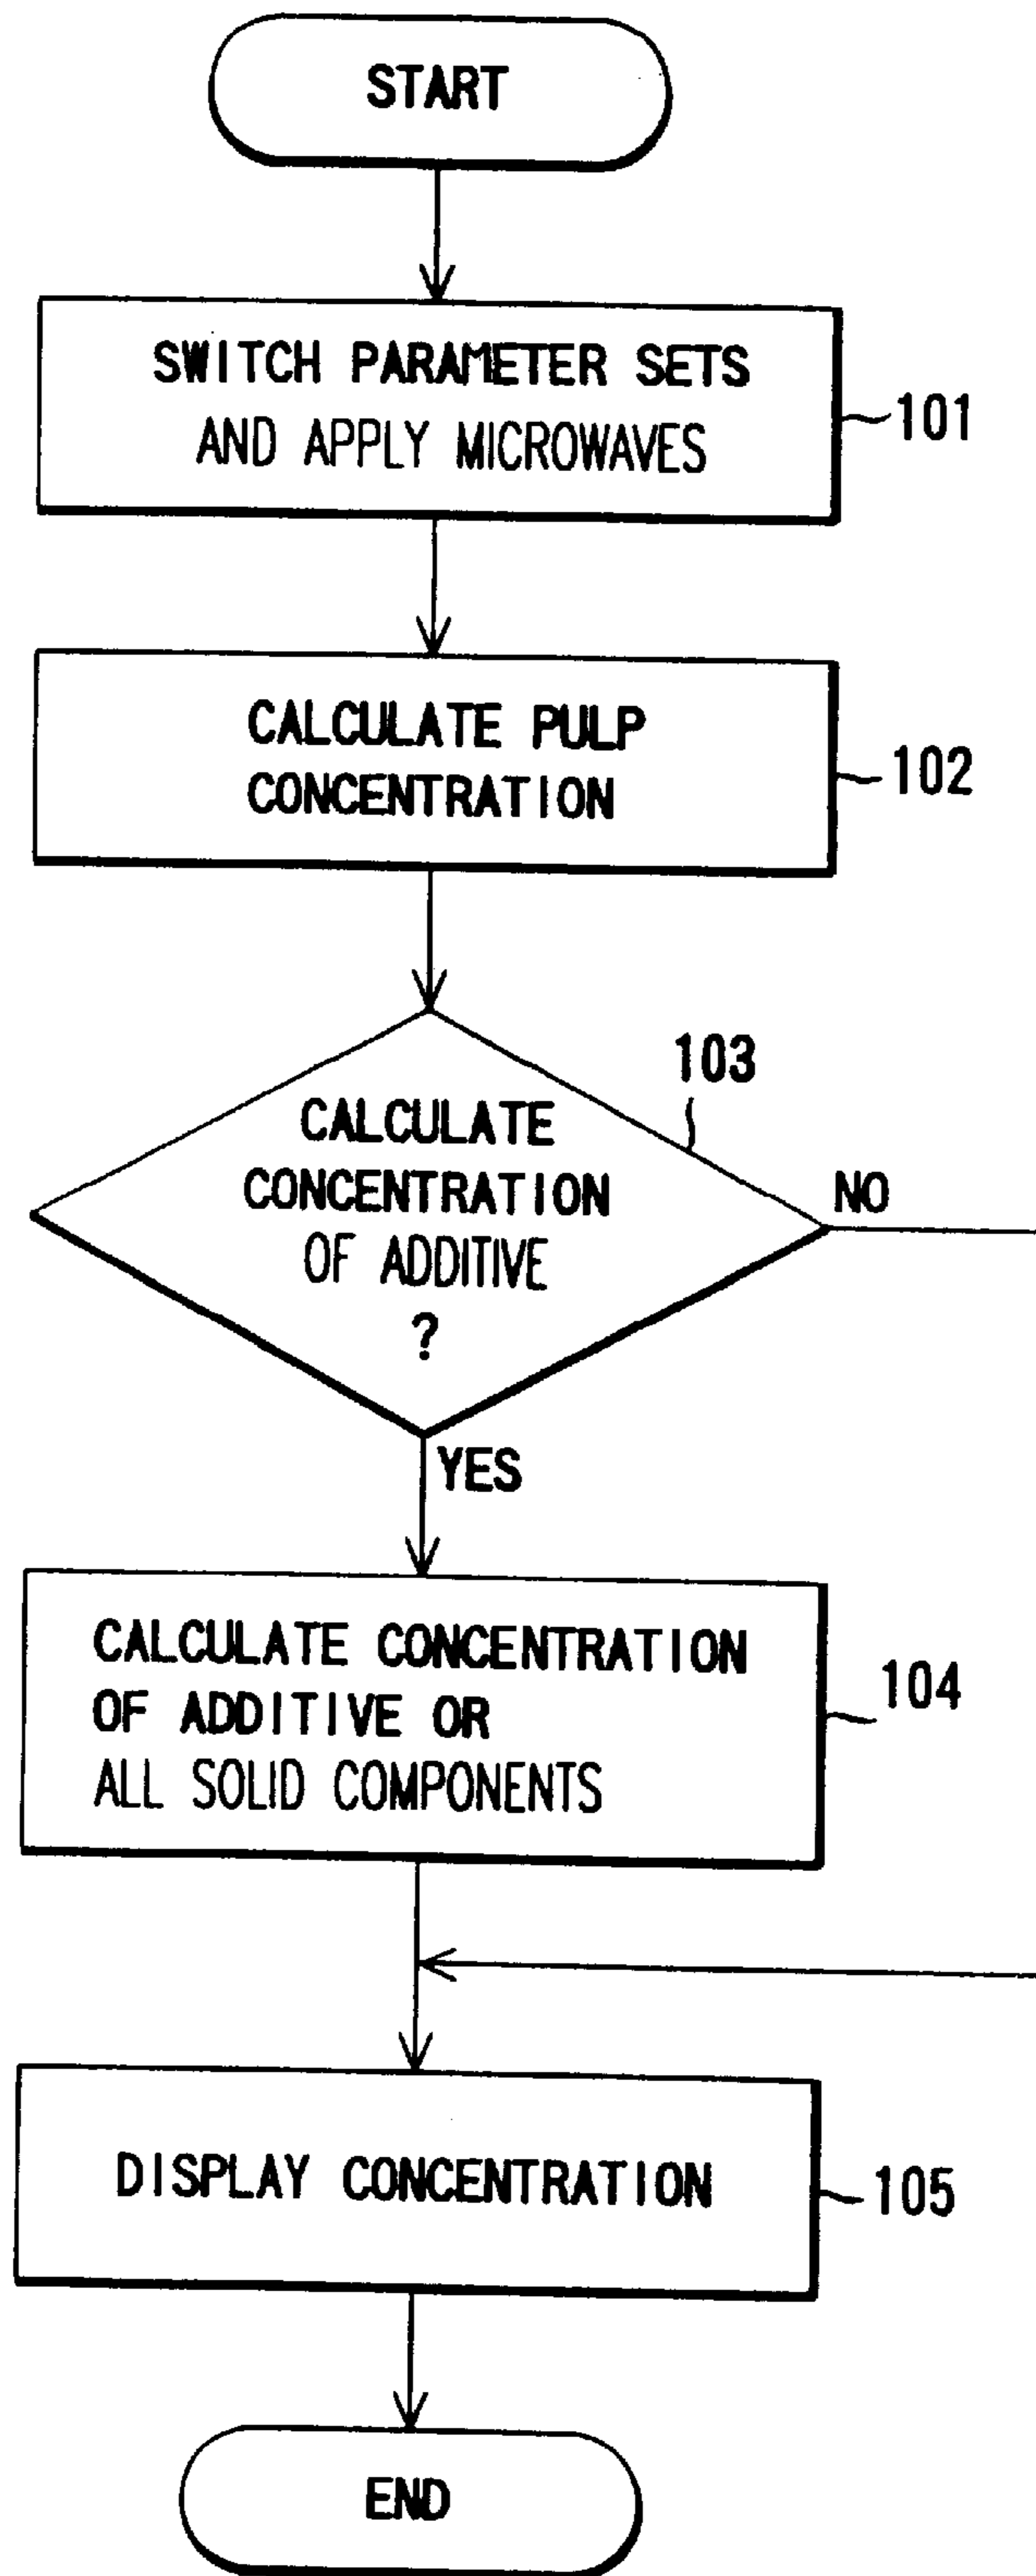 START
SWITCH PARAMETER SETS
AND APPLY MICROWAVES
101
CALCULATE PULP
CONCENTRATION
102
103
CALCULATE
CONCENTRATION
OF ADDITIVE
?
NO
YES
CALCULATE CONCENTRATION
OF ADDITIVE OR
ALL SOLID COMPONENTS
104
DISPLAY CONCENTRATION
105
END